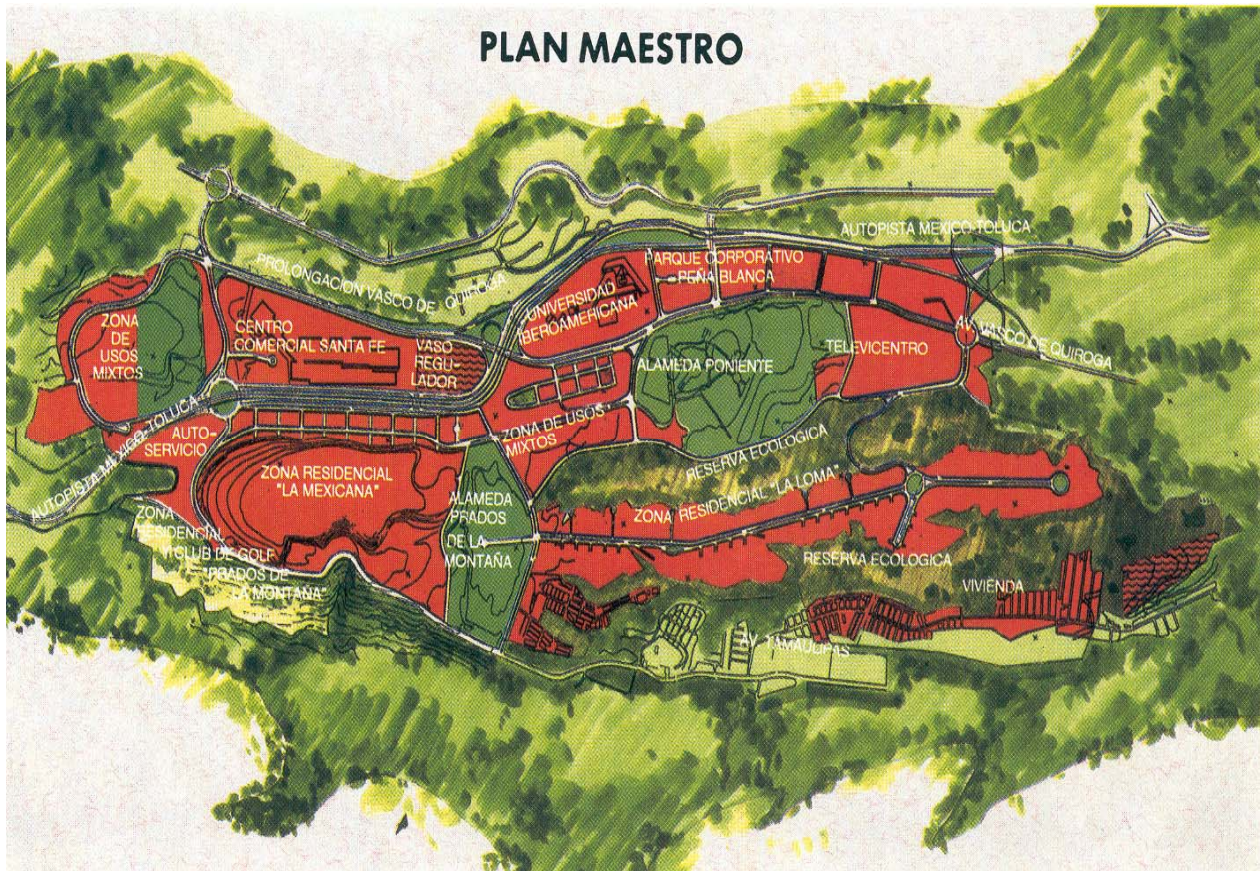 PLAN MAESTRO
AUTOPISTA MEXICO-TOLUCA
PROLONGACION VASCO DE QUIROGA
PARQUE CORPORATIVO
PEÑA BLANCA
UNIVERSIDAD
IBEROAMERICANA
ZONA
DE
USOS
MIXTOS
CENTRO
COMERCIAL SANTA FE
VASO
REGU-
LADOR
ALAMEDA PONIENTE
TELEVICENTRO
AV. VASCO DE QUIROGA
AUTOPISTA MEXICO-TOLUCA
AUTO-
SERVICIO
ZONA DE USOS
MIXTOS
RESERVA ECOLOGICA
ZONA RESIDENCIAL
"LA MEXICANA"
ALAMEDA
PRADOS
DE LA
MONTAÑA
ZONA RESIDENCIAL "LA LOMA"
ZONA
RESIDENCIAL
Y CLUB DE GOLF
"PRADOS DE
LA MONTAÑA"
RESERVA ECOLOGICA
VIVIENDA
AV. TAMAULIPAS